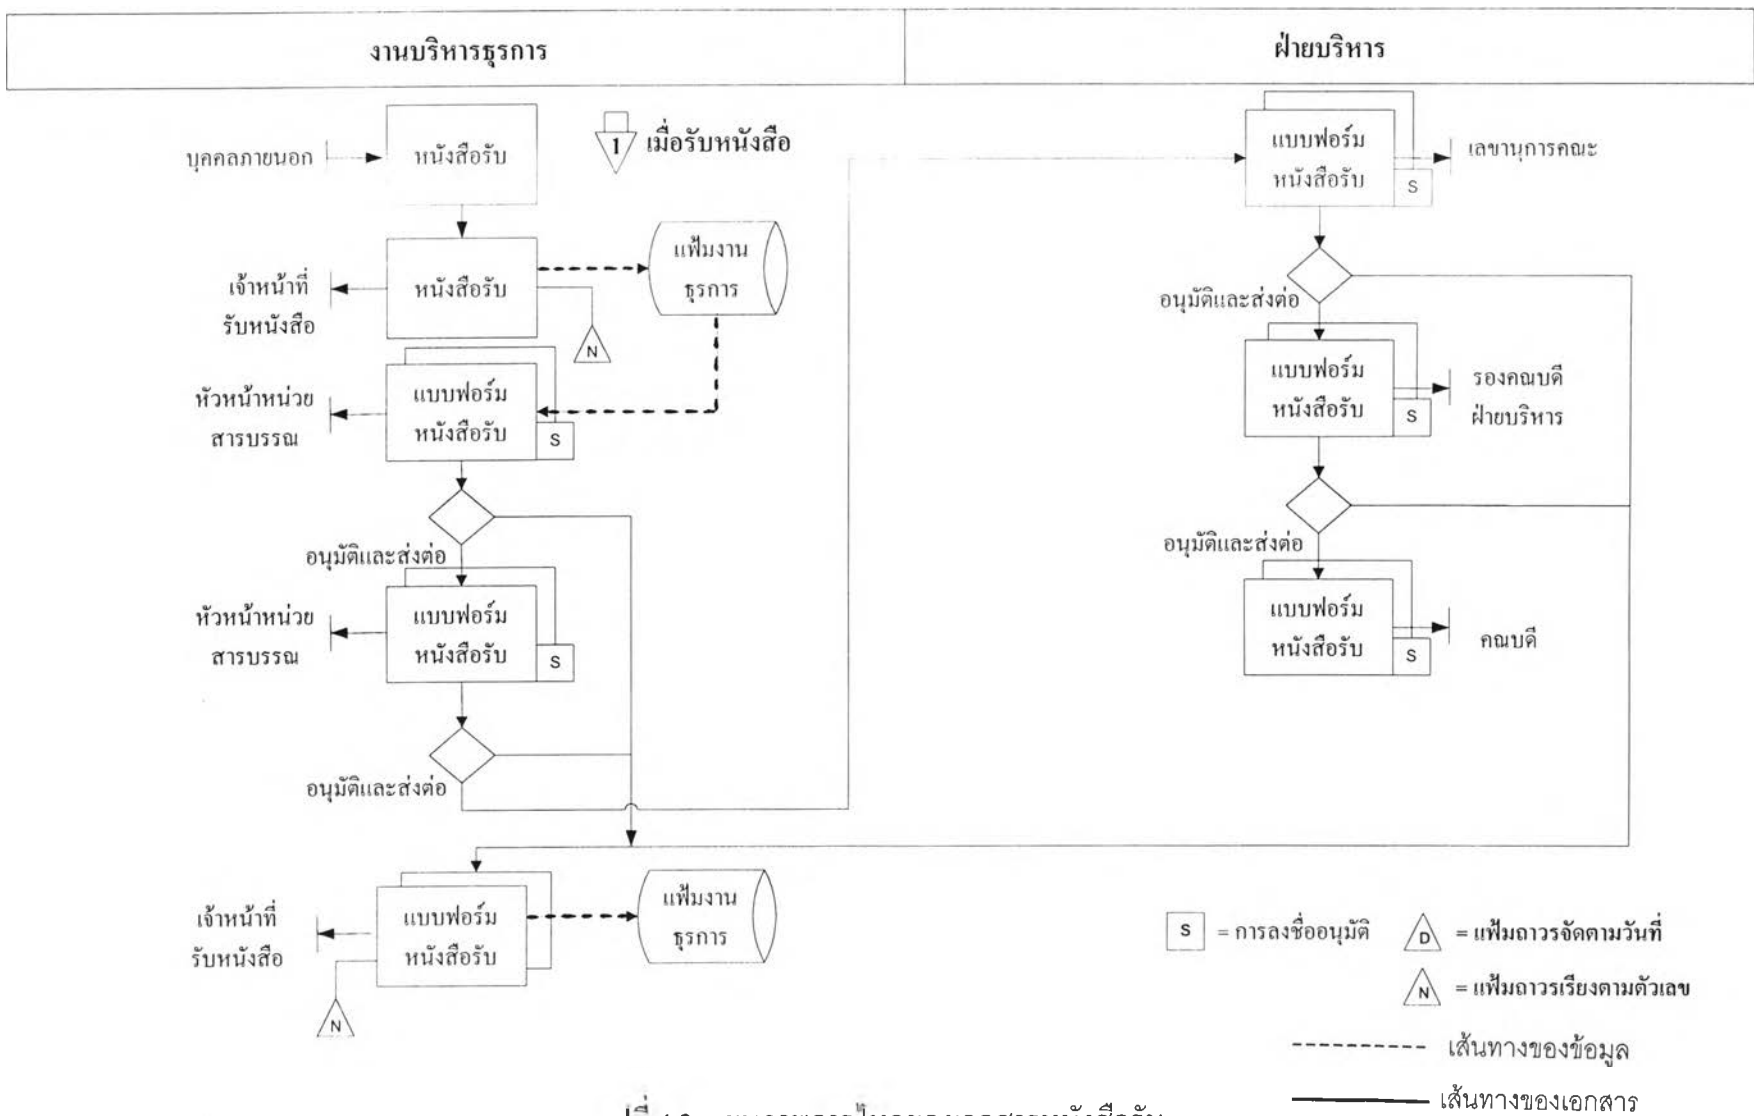 งานบริหารธุรการ
ฝ่ายบริหาร
บุคคลภายนอก
หนังสือรับ
1
เมื่อรับหนังสือ
เจ้าหน้าที่
รับหนังสือ
หนังสือรับ
แฟ้มงาน
ธุรการ
N
หัวหน้าหน่วย
สารบรรณ
แบบฟอร์ม
หนังสือรับ
S
อนุมัติและส่งต่อ
หัวหน้าหน่วย
สารบรรณ
แบบฟอร์ม
หนังสือรับ
S
อนุมัติและส่งต่อ
เจ้าหน้าที่
รับหนังสือ
แบบฟอร์ม
หนังสือรับ
N
แฟ้มงาน
ธุรการ
แบบฟอร์ม
หนังสือรับ
S
เลขานุการคณะ
อนุมัติและส่งต่อ
แบบฟอร์ม
หนังสือรับ
S
รองคณบดี
ฝ่ายบริหาร
อนุมัติและส่งต่อ
แบบฟอร์ม
หนังสือรับ
S
คณบดี
S = การลงชื่ออนุมัติ
D = แฟ้มถาวรจัดตามวันที่
N = แฟ้มถาวรเรียงตามตัวเลข
เส้นทางของข้อมูล
เส้นทางของเอกสาร